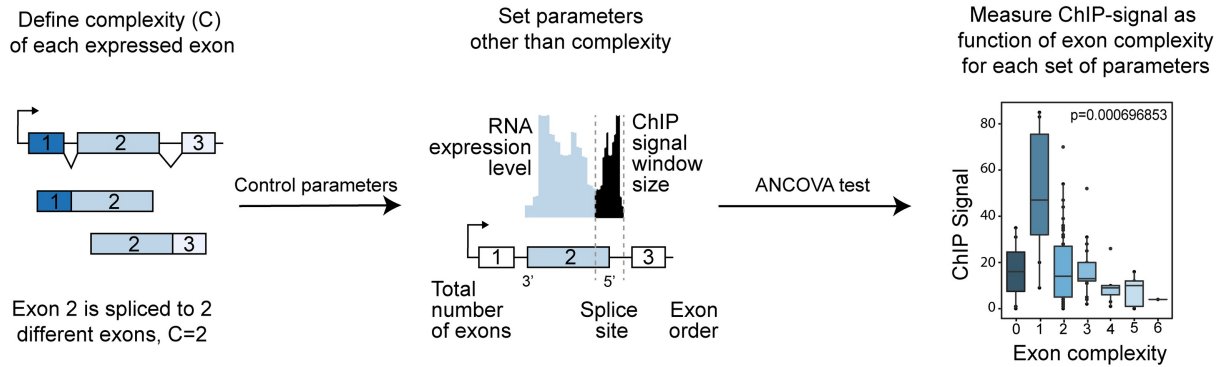 Define complexity (C)
of each expressed exon
1 2 3
1 2
2 3
Exon 2 is spliced to 2
different exons, C=2
Control parameters
Set parameters
other than complexity
RNA
expression
level
ChIP
signal
window
size
1 2 3
3’ 5’
Total
number
of exons
Splice
site
Exon
order
ANCOVA test
Measure ChIP-signal as
function of exon complexity
for each set of parameters
p=0.000696853
ChIP Signal
80
60
40
20
0
0 1 2 3 4 5 6
Exon complexity